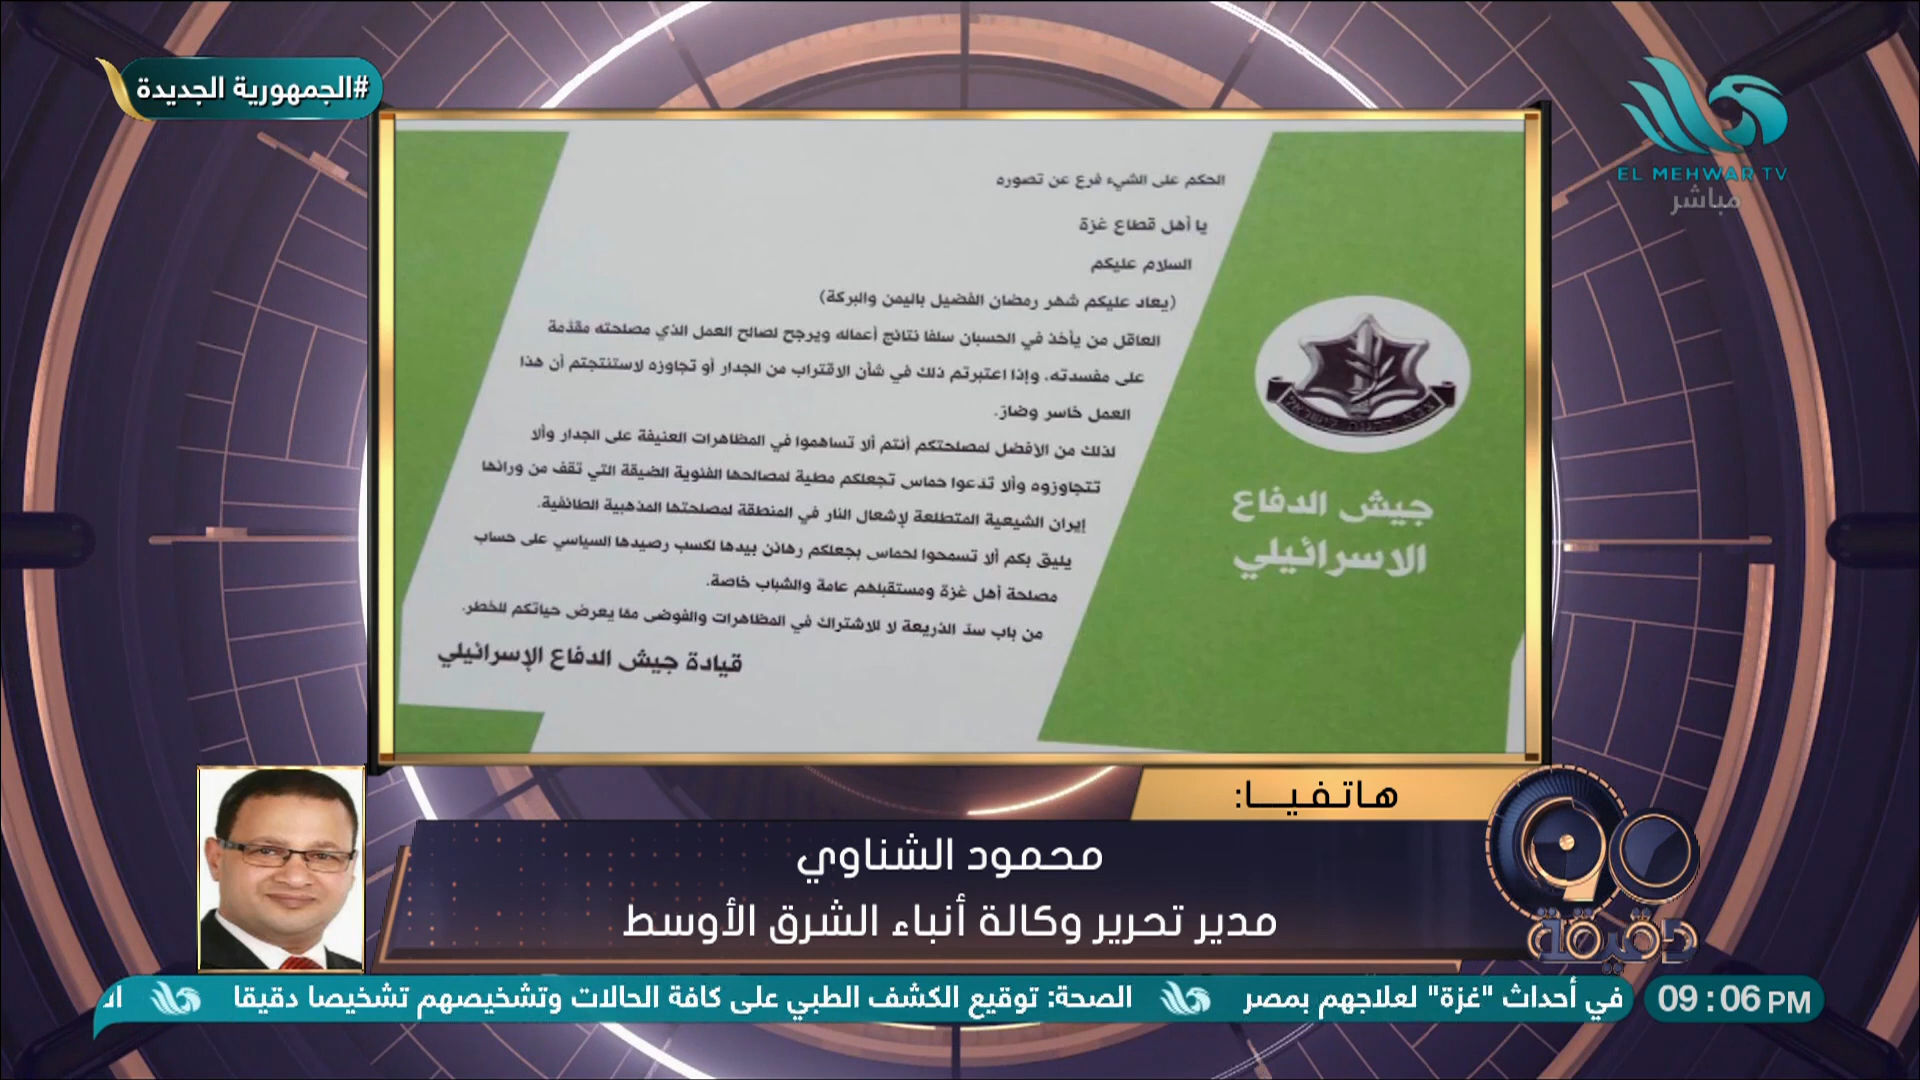 #الجمهورية الجديدة
EL MEHWAR TV
مباشر
الحكم على الشيء فرع عن تصوره
يا أهل قطاع غزة
السلام عليكم
(يعاد عليكم شهر رمضان الفضيل باليمن والبركة)
العاقل من يأخذ في الحسبان سلفا نتائج أعماله ويرجح لصالح العمل الذي مصلحته مقدّمة
على مفسدته، وإذا اعتبرتم ذلك في شأن الاقتراب من الجدار أو تجاوزه لاستنتجتم أن هذا
العمل خاسر وضارّ.
لذلك من الأفضل لمصلحتكم أنتم ألا تساهموا في المظاهرات العنيفة على الجدار وألا
تتجاوزوه وألا تدعوا حماس تجعلكم مطية لمصالحها الفئوية الضيقة التي تقف من ورائها
إيران الشيعية المتطلعة لإشعال النار في المنطقة لمصلحتها المذهبية الطائفية.
يليق بكم ألا تسمحوا لحماس بجعلكم رهائن بيدها لكسب رصيدها السياسي على حساب
مصلحة أهل غزة ومستقبلهم عامة والشباب خاصة.
من باب سدّ الذريعة لا للاشتراك في المظاهرات والفوضى ممّا يعرض حياتكم للخطر.
قيادة جيش الدفاع الإسرائيلي
جيش الدفاع
الاسرائيلي
هاتفيــا:
محمود الشناوي
مدير تحرير وكالة أنباء الشرق الأوسط
90
دقيقة
في أحداث "غزة" لعلاجهم بمصر
الصحة: توقيع الكشف الطبي على كافة الحالات وتشخيصهم تشخيصا دقيقا
09:06 PM